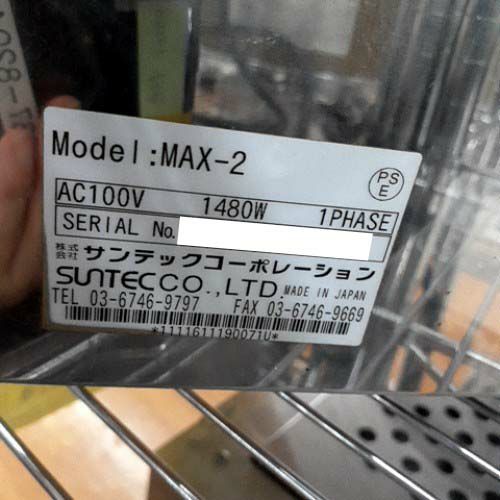 Model:MAX-2
PS
E
AC100V 1480W 1PHASE
SERIAL No.
株式会社 サンテックコーポレーション
SUNTECCO.,LTD. MADE IN JAPAN
TEL 03-6746-9797 FAX 03-6746-9669
*1111611190071U*